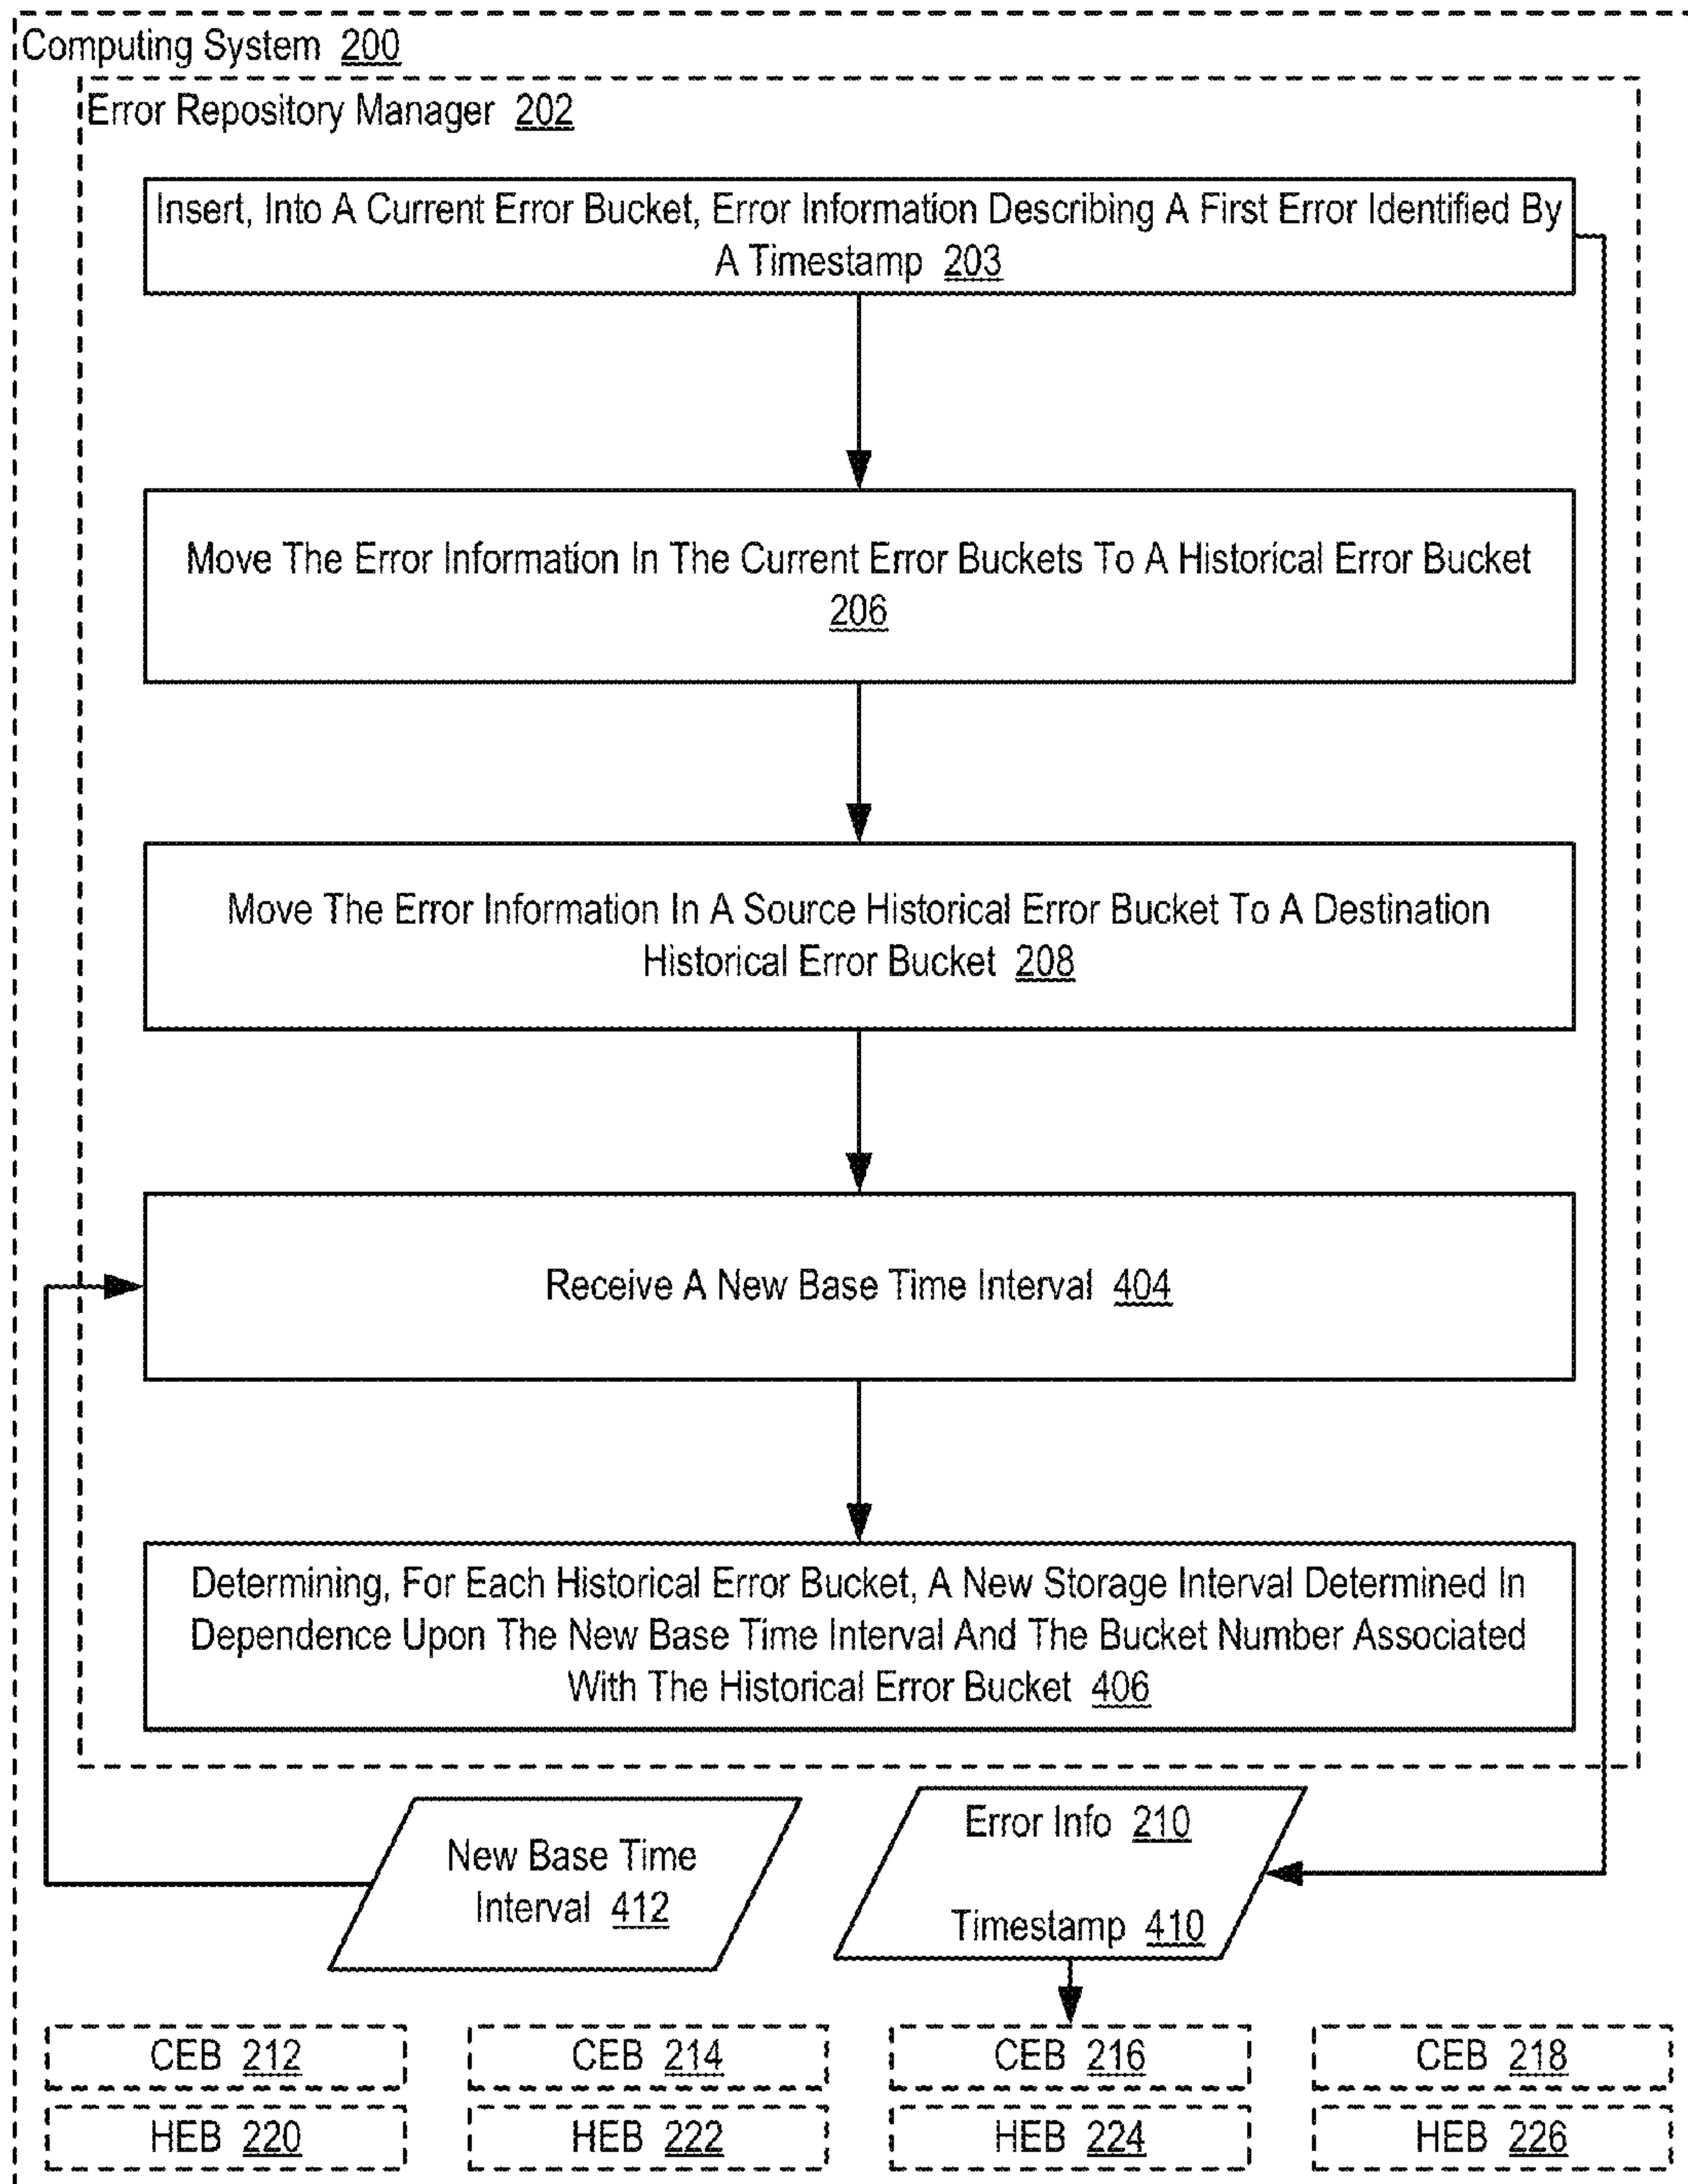 Computing System 200
Error Repository Manager 202
Insert, Into A Current Error Bucket, Error Information Describing A First Error Identified By
A Timestamp 203
Move The Error Information In The Current Error Buckets To A Historical Error Bucket
206
Move The Error Information In A Source Historical Error Bucket To A Destination
Historical Error Bucket 208
Receive A New Base Time Interval 404
Determining, For Each Historical Error Bucket, A New Storage Interval Determined In
Dependence Upon The New Base Time Interval And The Bucket Number Associated
With The Historical Error Bucket 406
New Base Time
Interval 412
Error Info 210
Timestamp 410
CEB 212
CEB 214
CEB 216
CEB 218
HEB 220
HEB 222
HEB 224
HEB 226